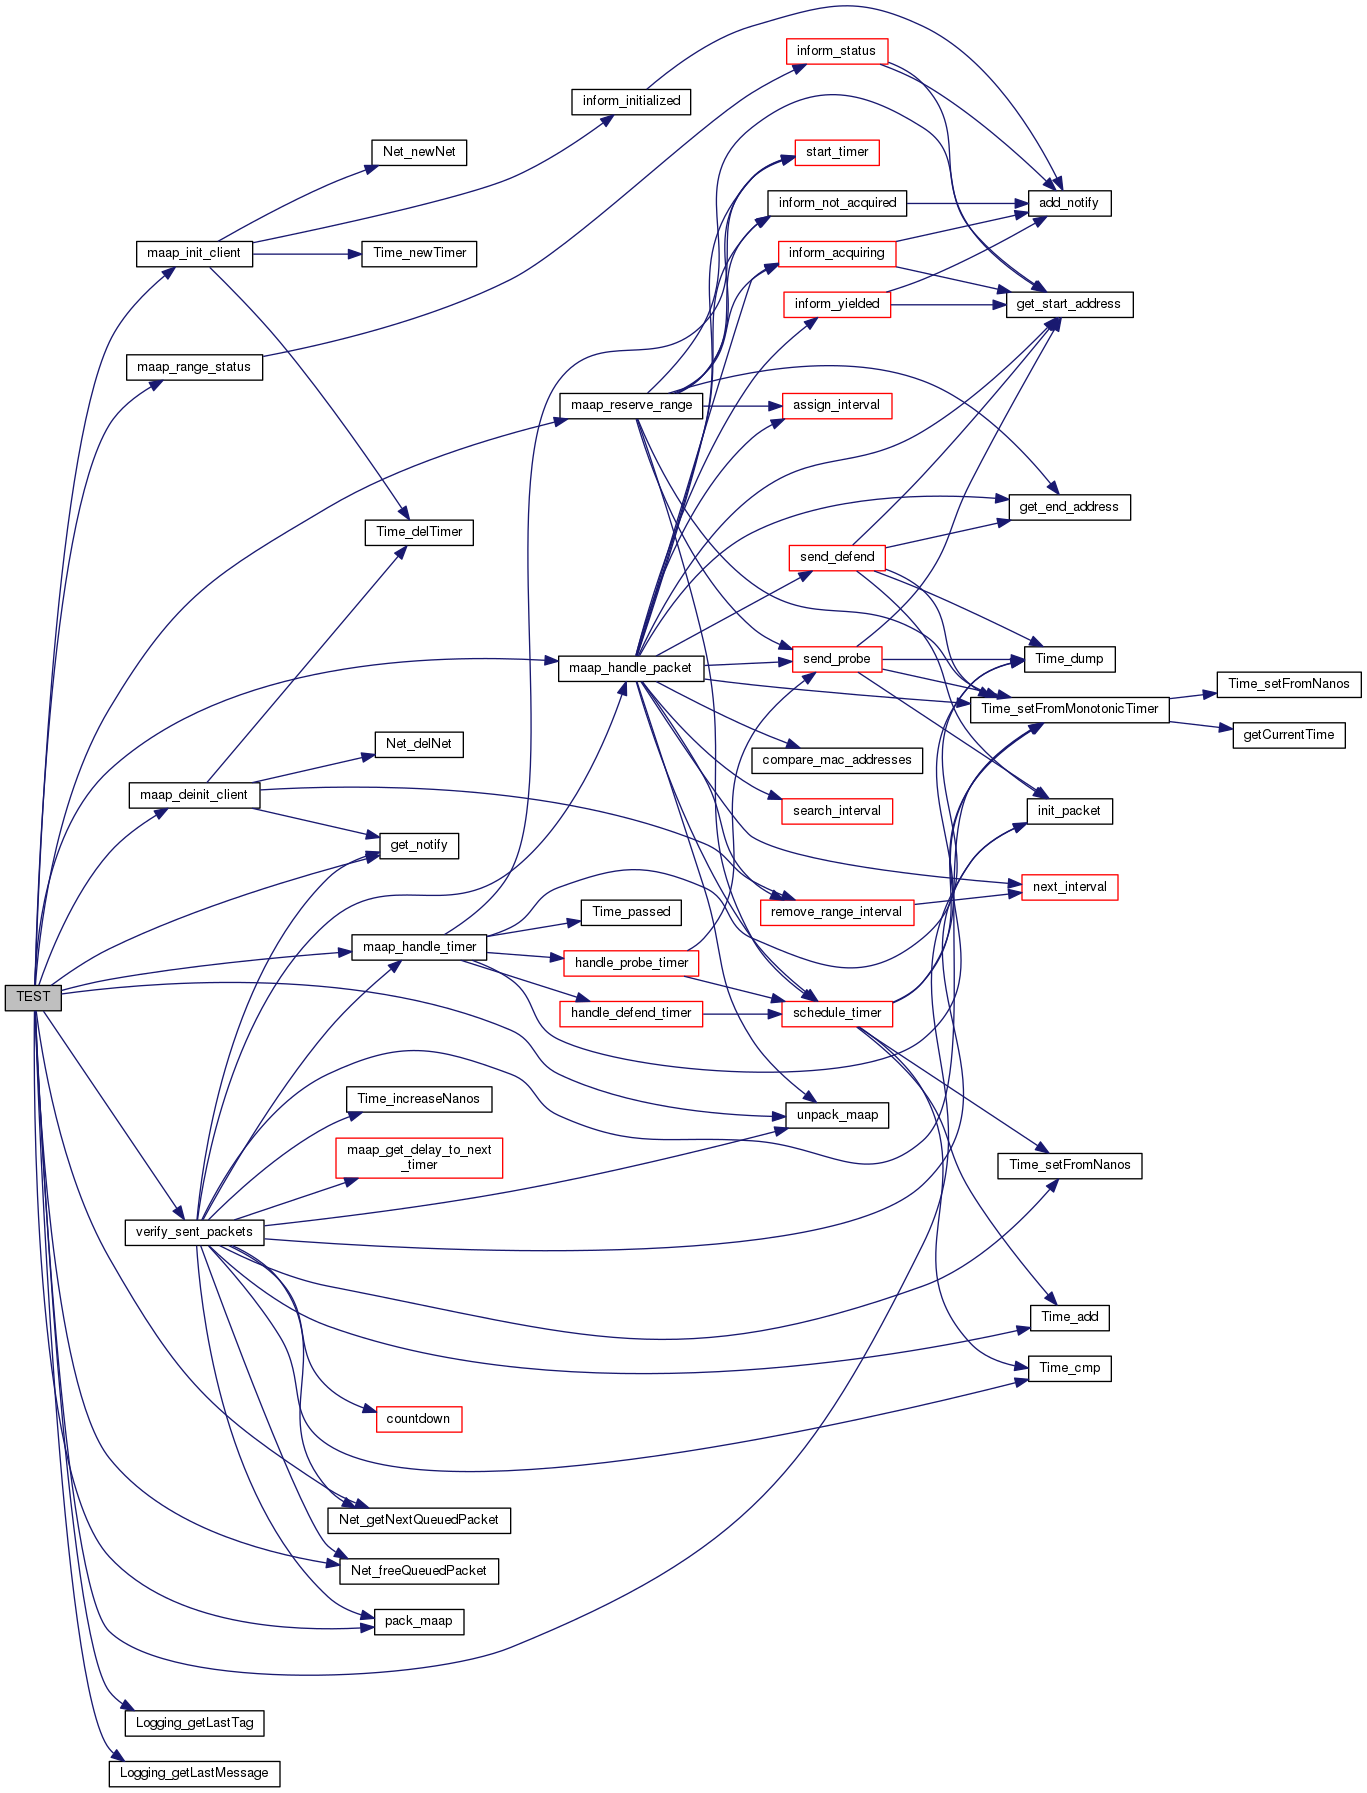 inform_status
inform_initialized
Net_newNet
start_timer
inform_not_acquired
add_notify
maap_init_client
Time_newTimer
inform_acquiring
inform_yielded
get_start_address
maap_range_status
maap_reserve_range
assign_interval
get_end_address
Time_delTimer
send_defend
maap_handle_packet
send_probe
Time_dump
Time_setFromNanos
Time_setFromMonotonicTimer
getCurrentTime
Net_delNet
compare_mac_addresses
maap_deinit_client
search_interval
init_packet
get_notify
next_interval
remove_range_interval
Time_passed
maap_handle_timer
handle_probe_timer
TEST
handle_defend_timer
schedule_timer
Time_increaseNanos
unpack_maap
maap_get_delay_to_next
_timer
Time_setFromNanos
verify_sent_packets
Time_add
Time_cmp
countdown
Net_getNextQueuedPacket
Net_freeQueuedPacket
pack_maap
Logging_getLastTag
Logging_getLastMessage